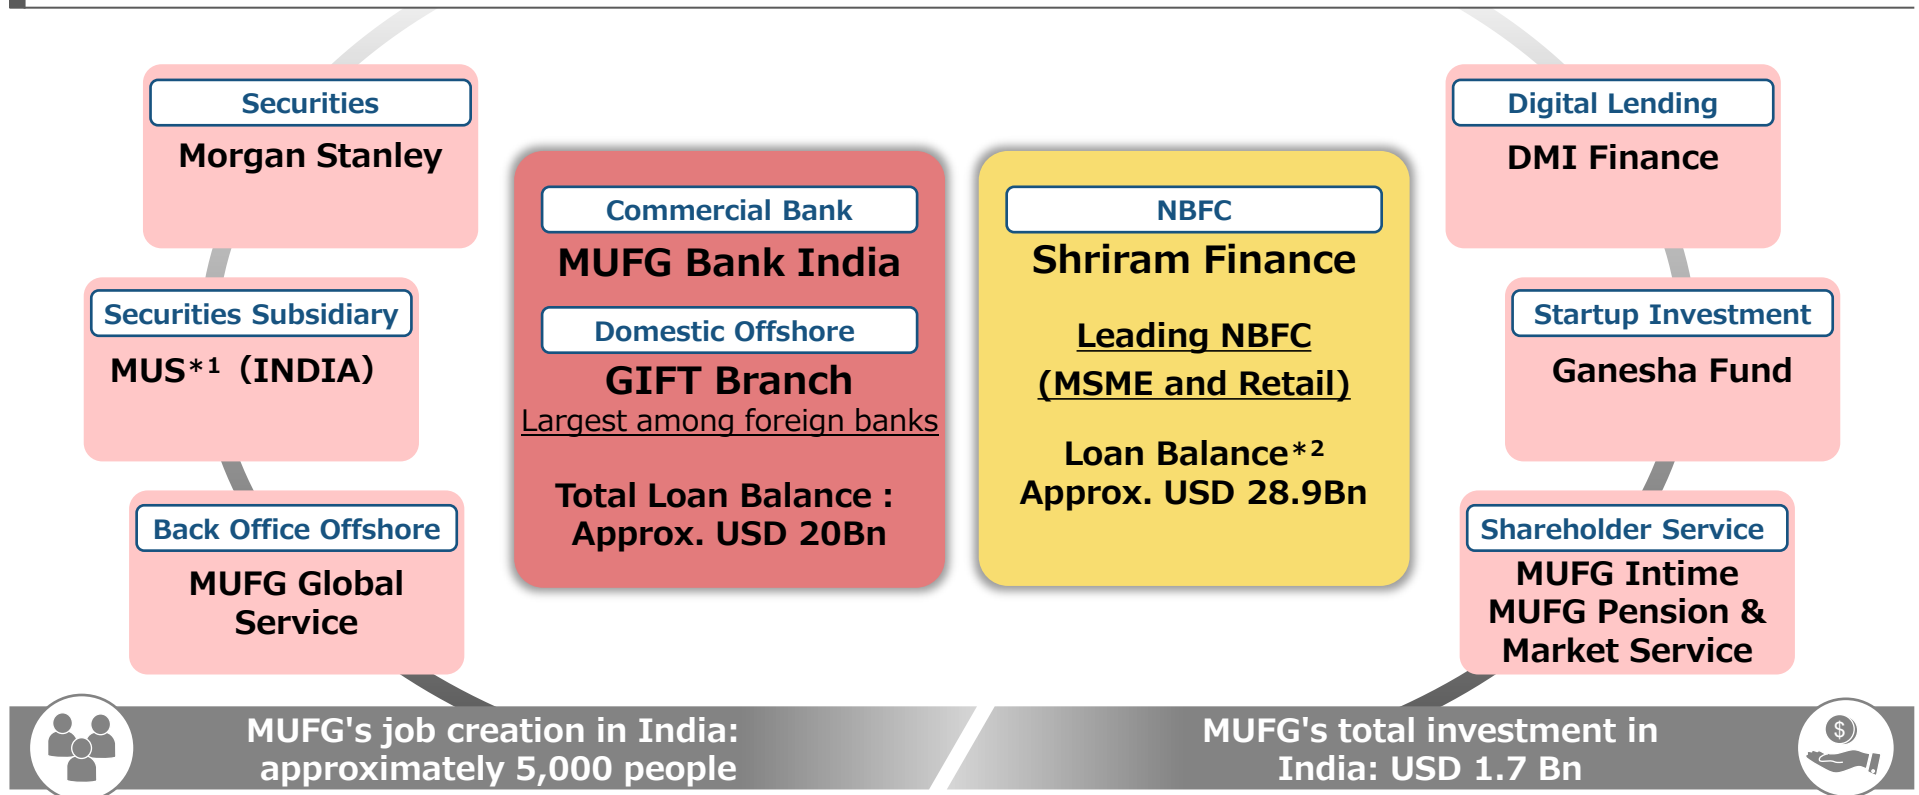 Securities
Morgan Stanley
Securities Subsidiary
MUS*1（INDIA）
Back Office Offshore
MUFG Global
Service
Commercial Bank
MUFG Bank India
Domestic Offshore
GIFT Branch
Largest among foreign banks
Total Loan Balance :
Approx. USD 20Bn
NBFC
Shriram Finance
Leading NBFC
(MSME and Retail)
Loan Balance*2
Approx. USD 28.9Bn
Digital Lending
DMI Finance
Startup Investment
Ganesha Fund
Shareholder Service
MUFG Intime
MUFG Pension &
Market Service
MUFG's job creation in India:
approximately 5,000 people
MUFG's total investment in
India: USD 1.7 Bn
$